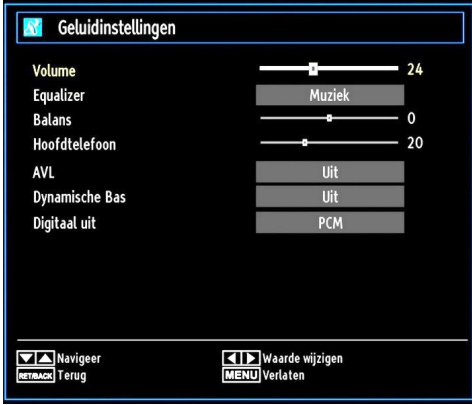 Geluidinstellingen
Volume 24
Equalizer Muziek
Balans 0
Hoofdtelefoon 20
AVL Uit
Dynamische Bas Uit
Digitaal uit PCM
Navigeer Waarde wijzigen
RET/BACK Terug MENU Verlaten